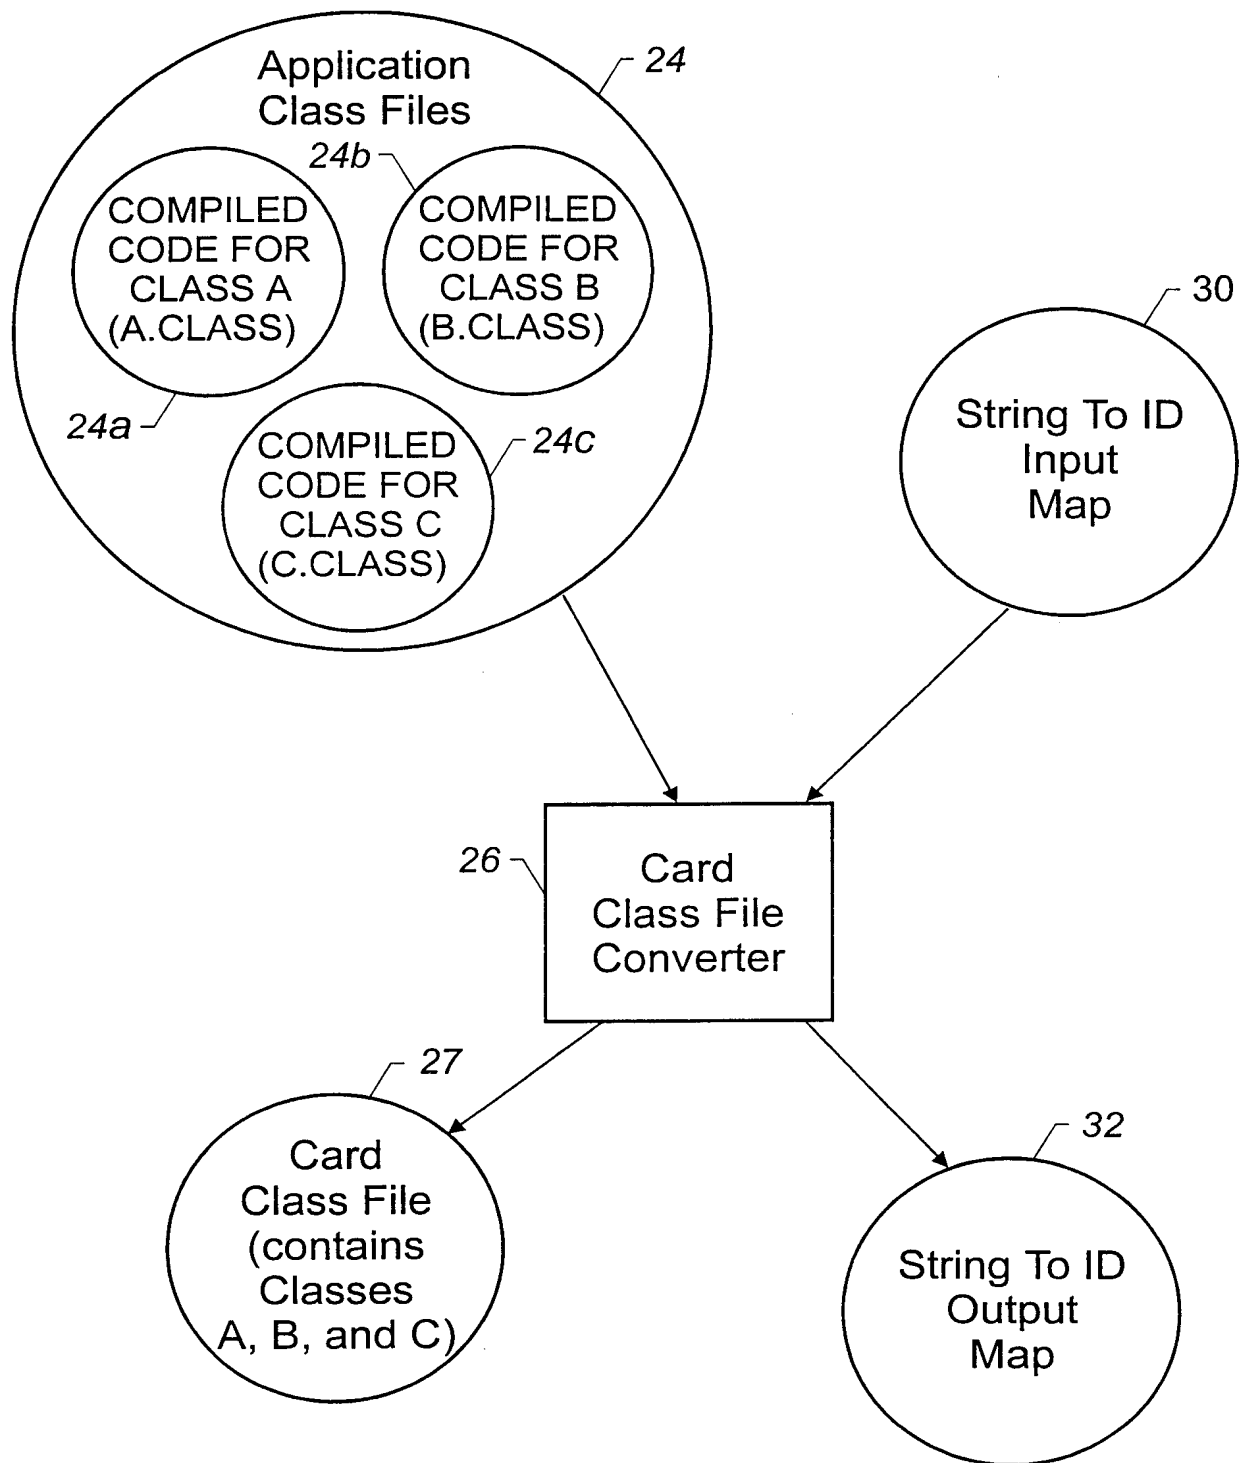 24
Application
Class Files
24b
COMPILED
CODE FOR
CLASS A
(A.CLASS)
COMPILED
CODE FOR
CLASS B
(B.CLASS)
24a
COMPILED
CODE FOR
CLASS C
(C.CLASS)
24c
30
String To ID
Input
Map
26
Card
Class File
Converter
27
Card
Class File
(contains
Classes
A, B, and C)
32
String To ID
Output
Map